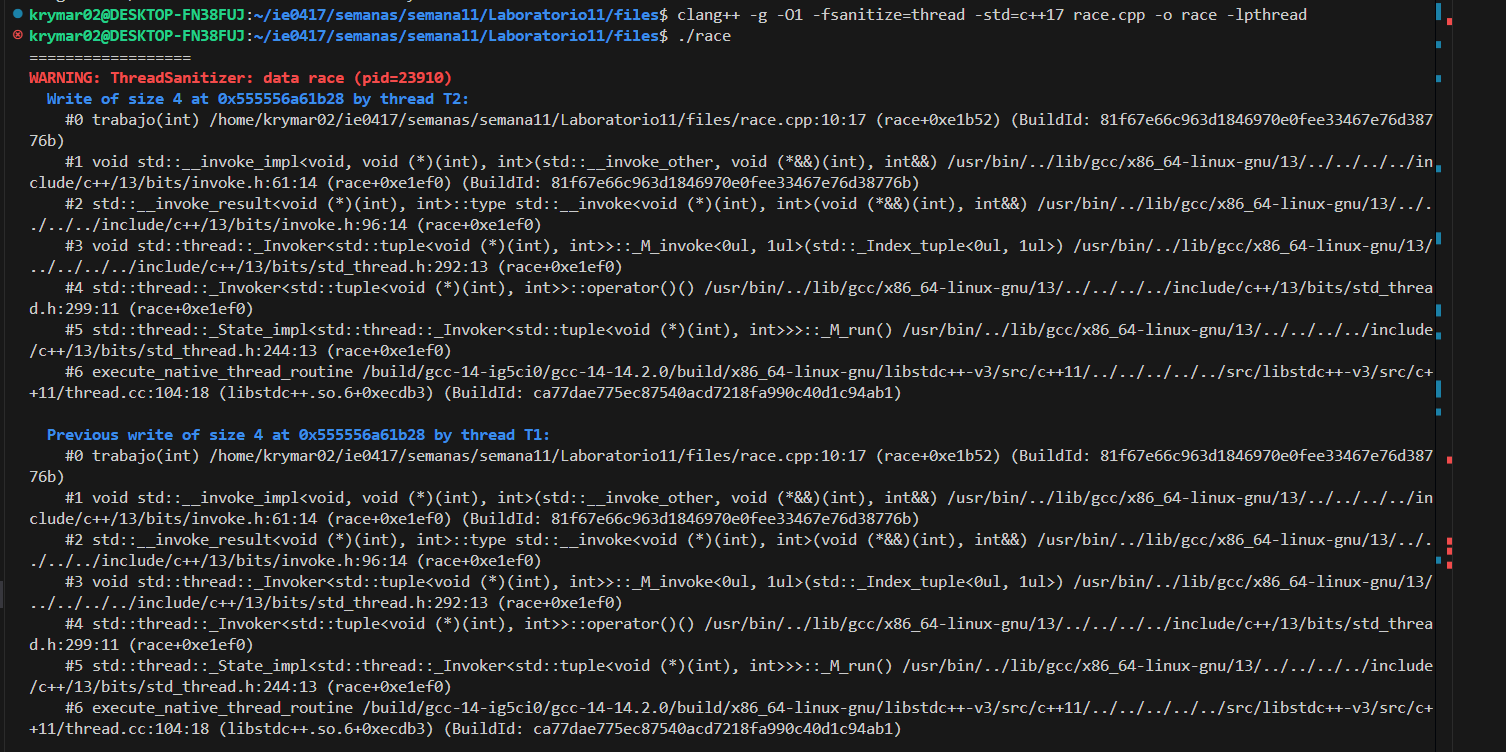 krymar02@DESKTOP-FN38FUJ:~/ie0417/semanas/semana11/Laboratorio11/files$ clang++ -g -O1 -fsanitize=thread -std=c++17 race.cpp -o race -lpthread
krymar02@DESKTOP-FN38FUJ:~/ie0417/semanas/semana11/Laboratorio11/files$ ./race
==================
WARNING: ThreadSanitizer: data race (pid=23910)
  Write of size 4 at 0x555556a61b28 by thread T2:
    #0 trabajo(int) /home/krymar02/ie0417/semanas/semana11/Laboratorio11/files/race.cpp:10:17 (race+0xe1b52) (BuildId: 81f67e66c963d1846970e0fee33467e76d387
76b)
    #1 void std::__invoke_impl<void, void (*)(int), int>(std::__invoke_other, void (*&&)(int), int&&) /usr/bin/../lib/gcc/x86_64-linux-gnu/13/../../../../in
clude/c++/13/bits/invoke.h:61:14 (race+0xe1ef0) (BuildId: 81f67e66c963d1846970e0fee33467e76d38776b)
    #2 std::__invoke_result<void (*)(int), int>::type std::__invoke<void (*)(int), int>(void (*&&)(int), int&&) /usr/bin/../lib/gcc/x86_64-linux-gnu/13/../.
./../../include/c++/13/bits/invoke.h:96:14 (race+0xe1ef0)
    #3 void std::thread::_Invoker<std::tuple<void (*)(int), int>>::_M_invoke<0ul, 1ul>(std::_Index_tuple<0ul, 1ul>) /usr/bin/../lib/gcc/x86_64-linux-gnu/13/
../../../../include/c++/13/bits/std_thread.h:292:13 (race+0xe1ef0)
    #4 std::thread::_Invoker<std::tuple<void (*)(int), int>>::operator()() /usr/bin/../lib/gcc/x86_64-linux-gnu/13/../../../../include/c++/13/bits/std_threa
d.h:299:11 (race+0xe1ef0)
    #5 std::thread::_State_impl<std::thread::_Invoker<std::tuple<void (*)(int), int>>>::_M_run() /usr/bin/../lib/gcc/x86_64-linux-gnu/13/../../../../include
/c++/13/bits/std_thread.h:244:13 (race+0xe1ef0)
    #6 execute_native_thread_routine /build/gcc-14-ig5ci0/gcc-14-14.2.0/build/x86_64-linux-gnu/libstdc++-v3/src/c++11/../../../../../src/libstdc++-v3/src/c+
+11/thread.cc:104:18 (libstdc++.so.6+0xecdb3) (BuildId: ca77dae775ec87540acd7218fa990c40d1c94ab1)

  Previous write of size 4 at 0x555556a61b28 by thread T1:
    #0 trabajo(int) /home/krymar02/ie0417/semanas/semana11/Laboratorio11/files/race.cpp:10:17 (race+0xe1b52) (BuildId: 81f67e66c963d1846970e0fee33467e76d387
76b)
    #1 void std::__invoke_impl<void, void (*)(int), int>(std::__invoke_other, void (*&&)(int), int&&) /usr/bin/../lib/gcc/x86_64-linux-gnu/13/../../../../in
clude/c++/13/bits/invoke.h:61:14 (race+0xe1ef0) (BuildId: 81f67e66c963d1846970e0fee33467e76d38776b)
    #2 std::__invoke_result<void (*)(int), int>::type std::__invoke<void (*)(int), int>(void (*&&)(int), int&&) /usr/bin/../lib/gcc/x86_64-linux-gnu/13/../.
./../../include/c++/13/bits/invoke.h:96:14 (race+0xe1ef0)
    #3 void std::thread::_Invoker<std::tuple<void (*)(int), int>>::_M_invoke<0ul, 1ul>(std::_Index_tuple<0ul, 1ul>) /usr/bin/../lib/gcc/x86_64-linux-gnu/13/
../../../../include/c++/13/bits/std_thread.h:292:13 (race+0xe1ef0)
    #4 std::thread::_Invoker<std::tuple<void (*)(int), int>>::operator()() /usr/bin/../lib/gcc/x86_64-linux-gnu/13/../../../../include/c++/13/bits/std_threa
d.h:299:11 (race+0xe1ef0)
    #5 std::thread::_State_impl<std::thread::_Invoker<std::tuple<void (*)(int), int>>>::_M_run() /usr/bin/../lib/gcc/x86_64-linux-gnu/13/../../../../include
/c++/13/bits/std_thread.h:244:13 (race+0xe1ef0)
    #6 execute_native_thread_routine /build/gcc-14-ig5ci0/gcc-14-14.2.0/build/x86_64-linux-gnu/libstdc++-v3/src/c++11/../../../../../src/libstdc++-v3/src/c+
+11/thread.cc:104:18 (libstdc++.so.6+0xecdb3) (BuildId: ca77dae775ec87540acd7218fa990c40d1c94ab1)